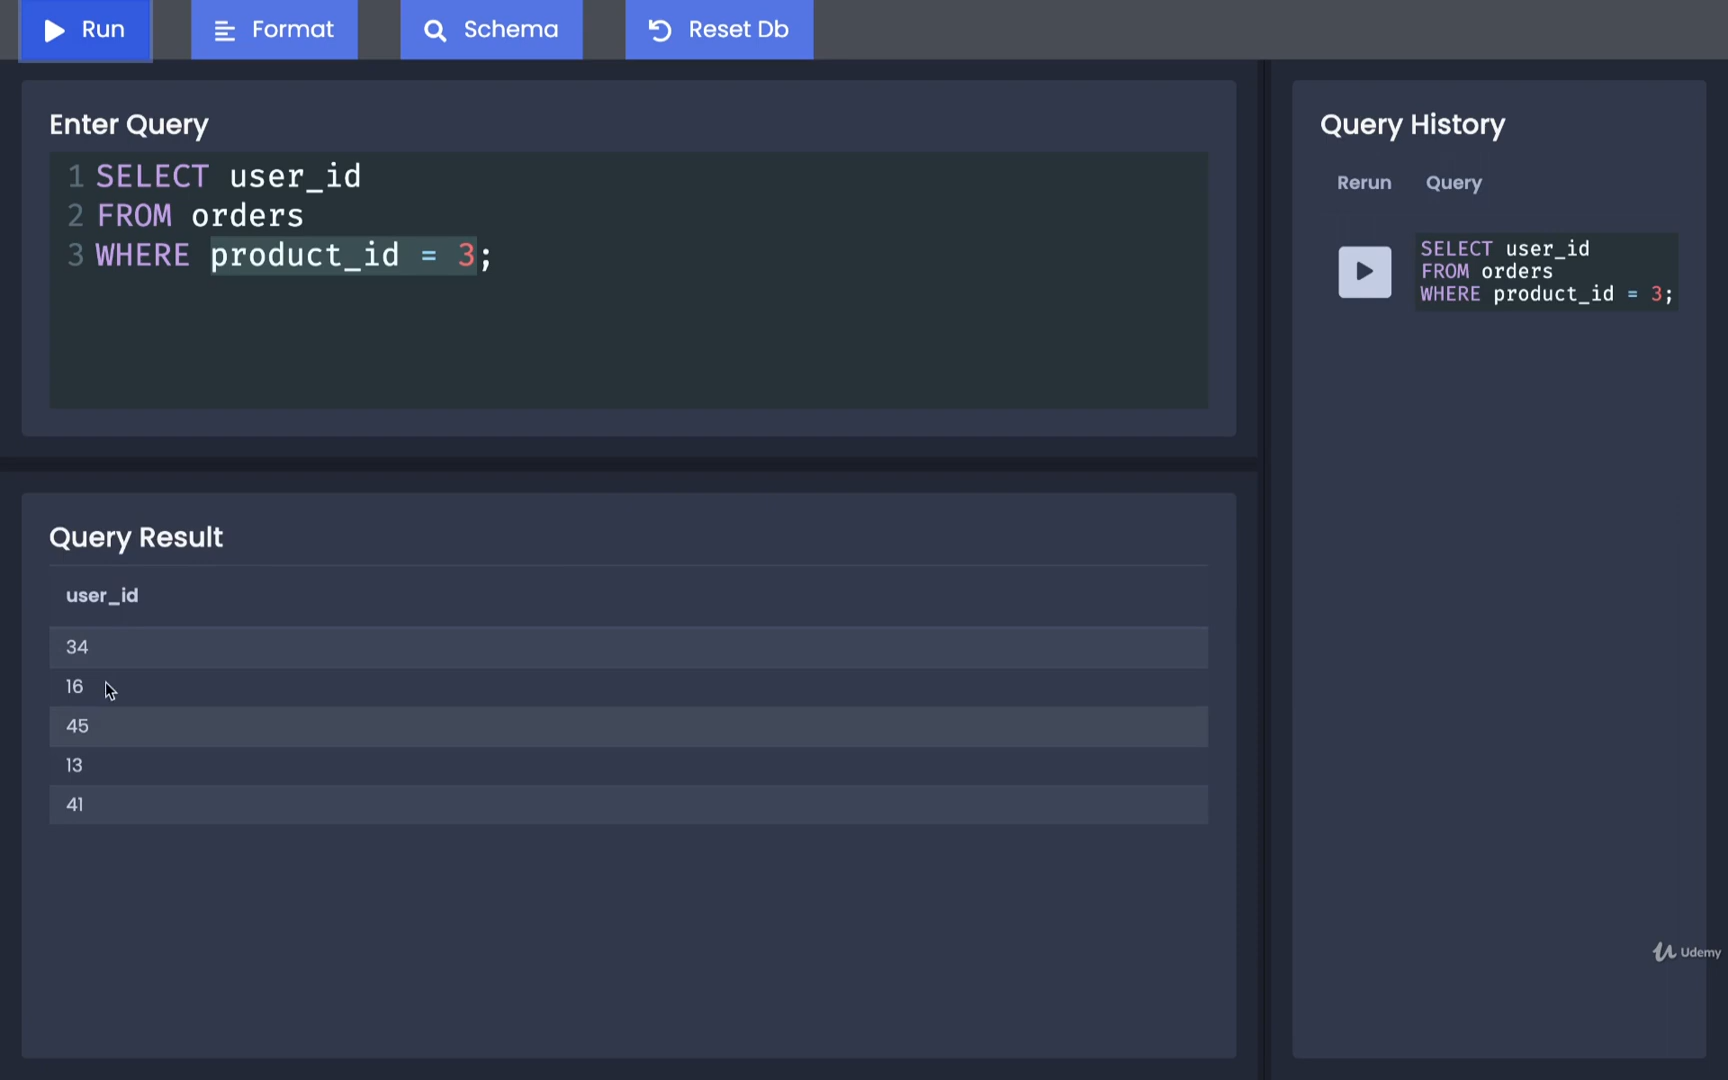 Run
Format
Schema
Reset Db
Enter Query
1 SELECT user_id
2 FROM orders
3 WHERE product_id = 3;
Query History
Rerun Query
SELECT user_id
FROM orders
WHERE product_id = 3;
Query Result
user_id
34
16
45
13
41
Udemy